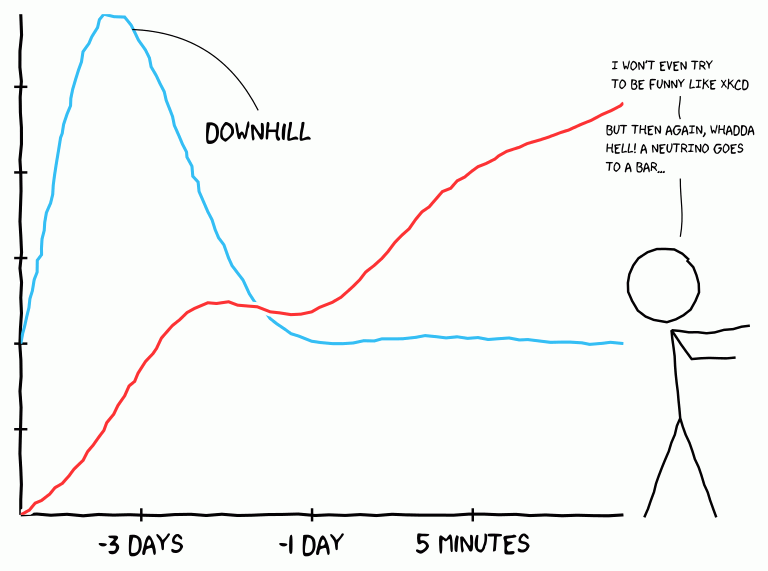 I WON'T EVEN TRY
TO BE FUNNY LIKE XKCD
BUT THEN AGAIN, WHADDA
HELL! A NEUTRINO GOES
TO A BAR...
DOWNHILL
-3 DAYS
-1 DAY
5 MINUTES